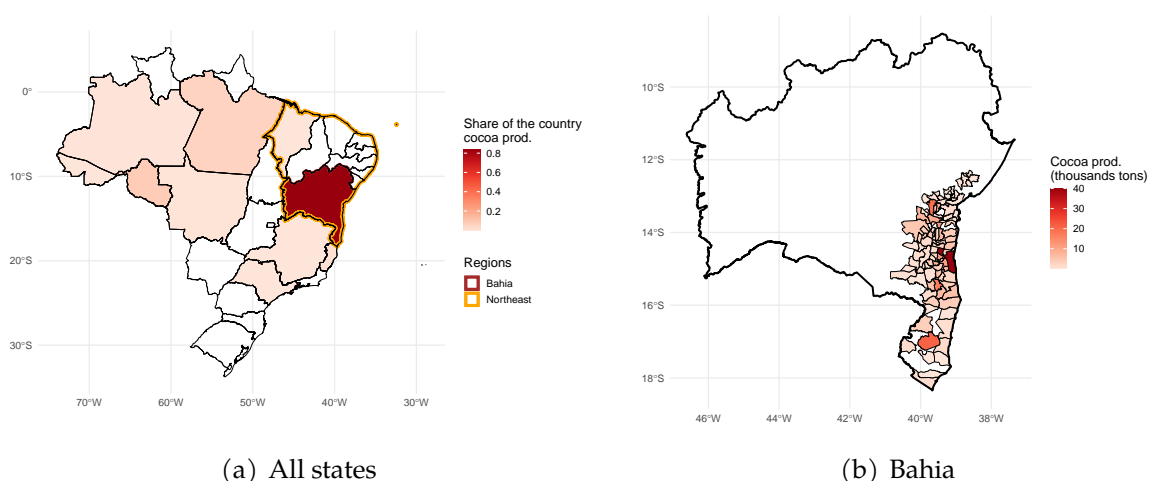 0°
10°S
20°S
30°S
70°W 60°W 50°W 40°W 30°W
Share of the country
cocoa prod.
0.8
0.6
0.4
0.2
Regions
Bahia
Northeast
(a) All states
10°S
12°S
14°S
16°S
18°S
46°W 44°W 42°W 40°W 38°W
Cocoa prod.
(thousands tons)
40
30
20
10
(b) Bahia